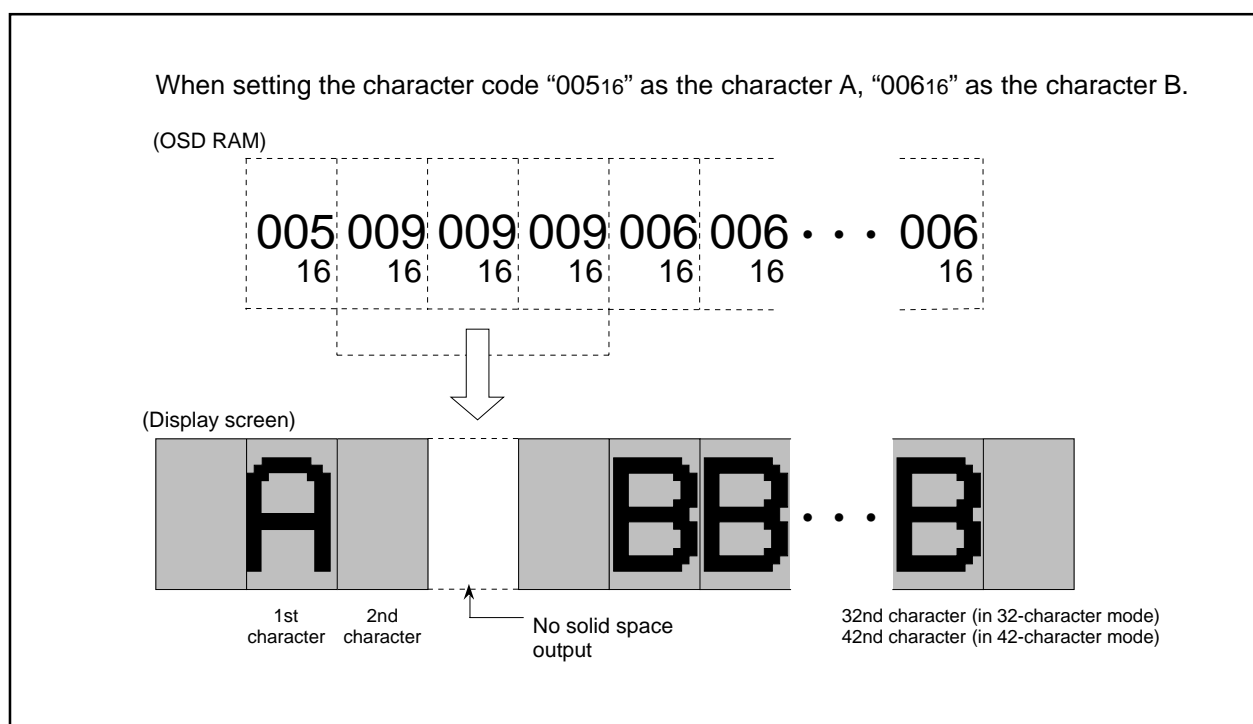 When setting the character code “00516” as the character A, “00616” as the character B.
(OSD RAM)
005 009 009 009 006 006 • • • 006
16 16 16 16 16 16 16
(Display screen)
A B B • • • B
1st character
2nd character
No solid space
output
32nd character (in 32-character mode)
42nd character (in 42-character mode)